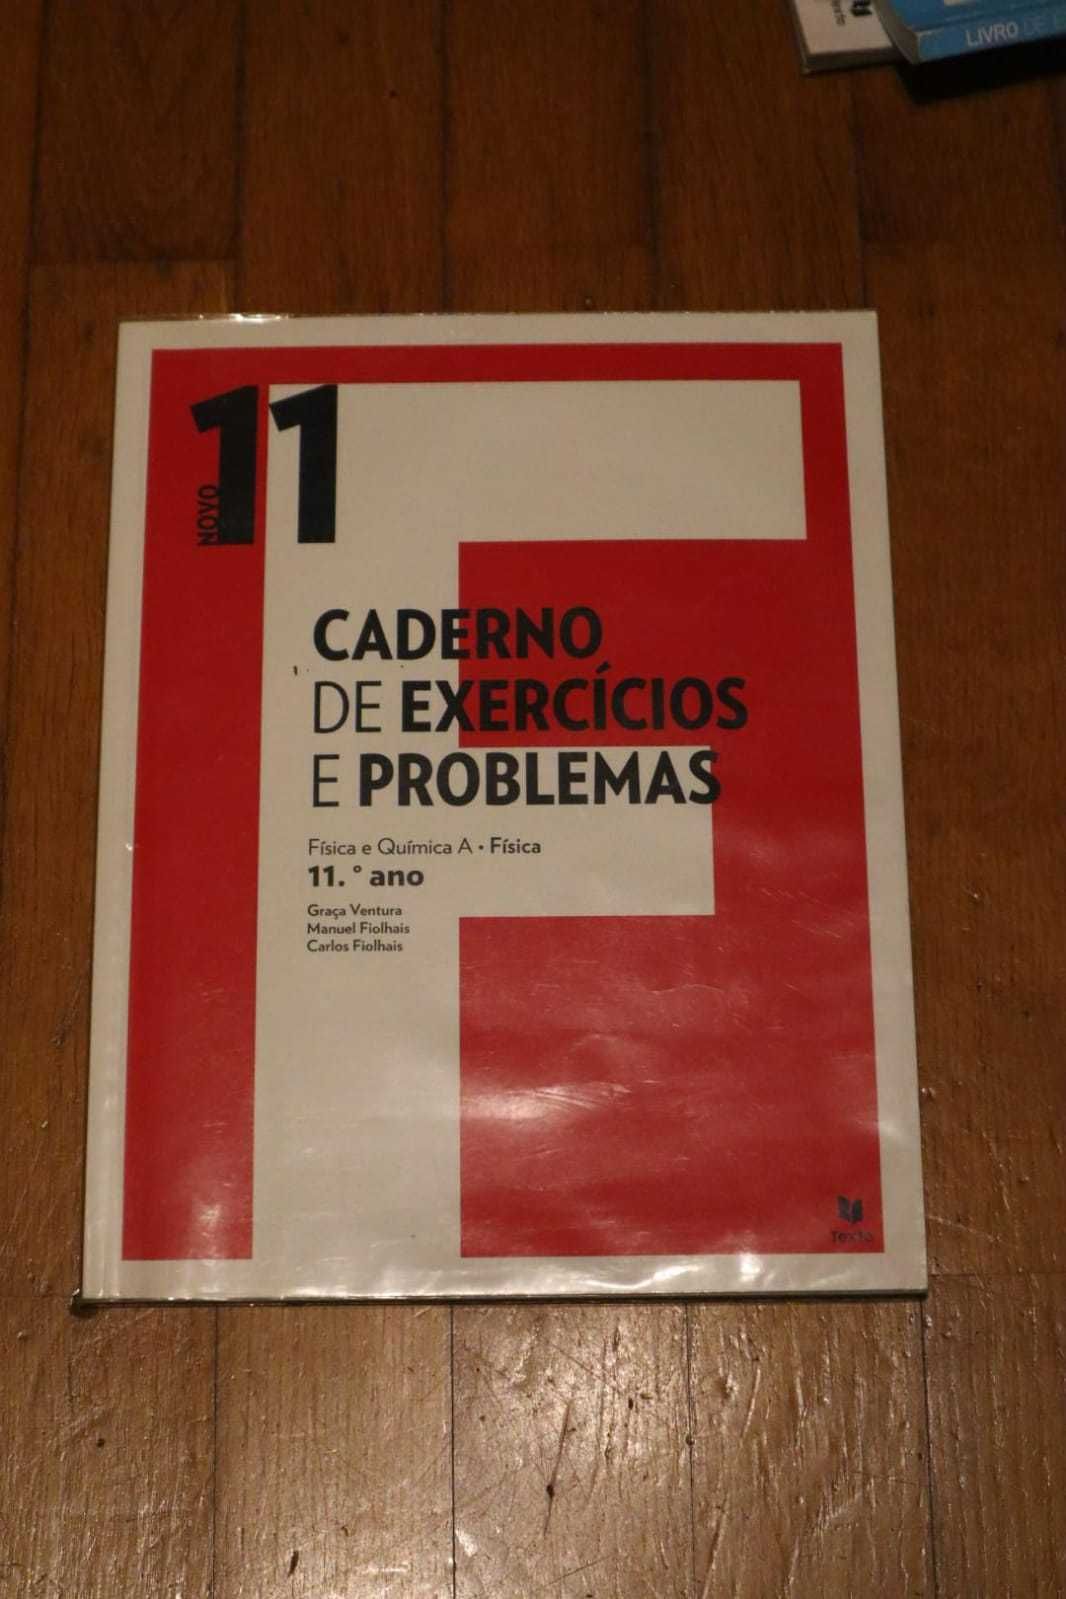 LIVRO DE
NOVO
11
CADERNO
DE EXERCÍCIOS
E PROBLEMAS
Física e Química A • Física
11.º ano
Graça Ventura
Manuel Fiolhais
Carlos Fiolhais
Texto